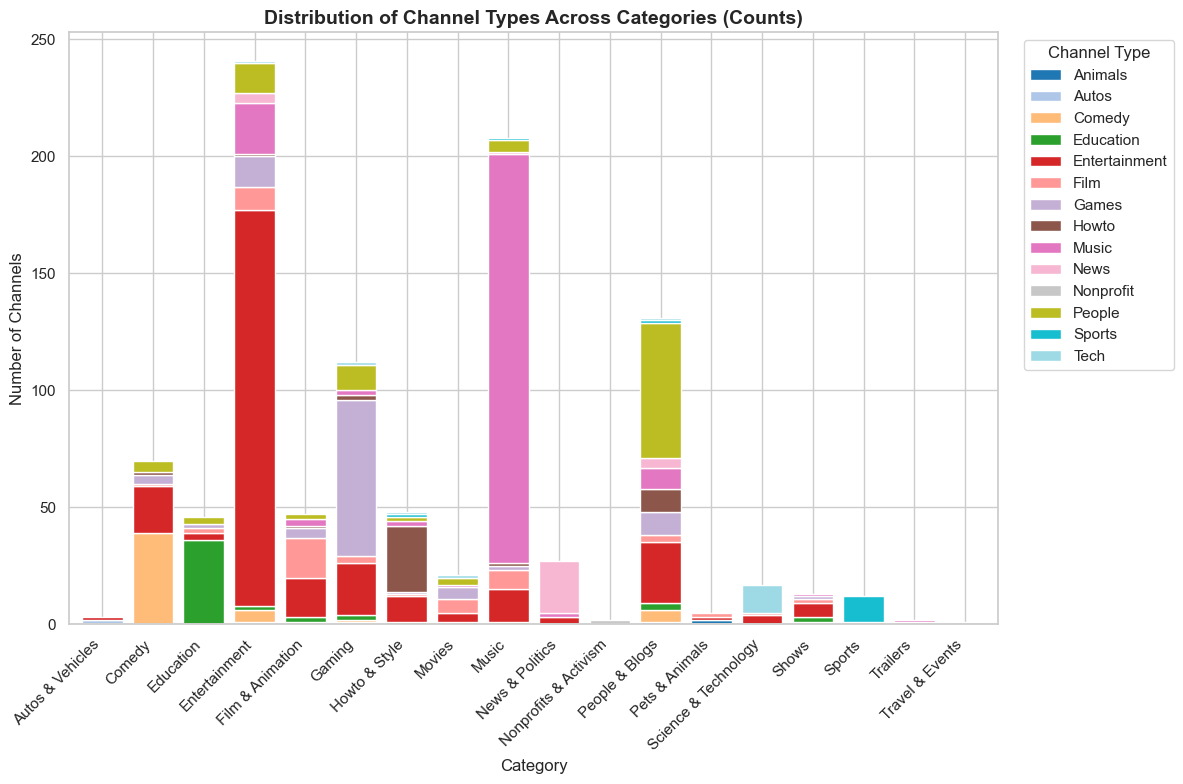 Distribution of Channel Types Across Categories (Counts)
Number of Channels
250
200
150
100
50
0
Autos & Vehicles
Comedy
Education
Entertainment
Film & Animation
Gaming
Howto & Style
Movies
Music
News & Politics
Nonprofits & Activism
People & Blogs
Pets & Animals
Science & Technology
Shows
Sports
Trailers
Travel & Events
Category
Channel Type
Animals
Autos
Comedy
Education
Entertainment
Film
Games
Howto
Music
News
Nonprofit
People
Sports
Tech